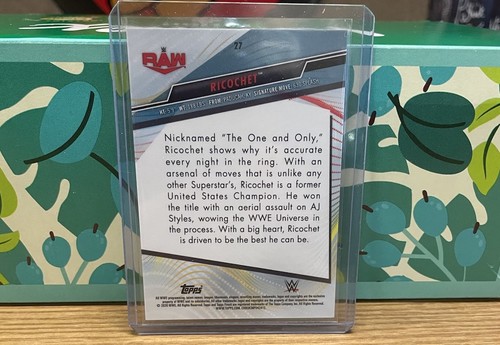 27
RAW
RICOCHET™
SIGNATURE MOVE
Nicknamed “The One and Only,”
Ricochet shows why it’s accurate
every night in the ring. With an
arsenal of moves that is unlike any
other Superstar’s, Ricochet is a former
United States Champion. He won
the title with an aerial assault on AJ
Styles, wowing the WWE Universe in
the process. With a big heart, Ricochet
is driven to be the best he can be.
Topps
W